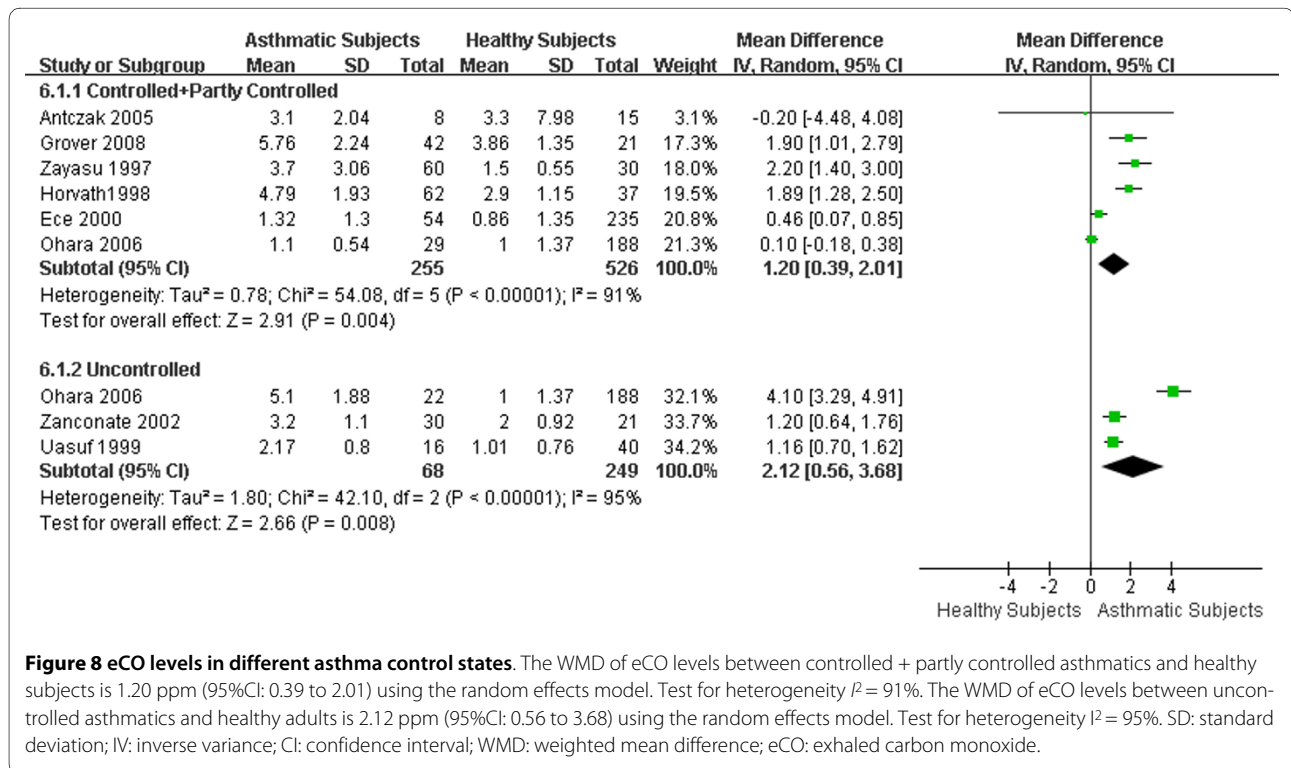 Asthmatic Subjects Healthy Subjects Mean Difference Mean Difference
Study or Subgroup Mean SD Total Mean SD Total Weight IV, Random, 95% CI IV, Random, 95% CI
6.1.1 Controlled+Partly Controlled
Antczak 2005 3.1 2.04 8 3.3 7.98 15 3.1% -0.20 [-4.48, 4.08]
Grover 2008 5.76 2.24 42 3.86 1.35 21 17.3% 1.90 [1.01, 2.79]
Zayasu 1997 3.7 3.06 60 1.5 0.55 30 18.0% 2.20 [1.40, 3.00]
Horvath1998 4.79 1.93 62 2.9 1.15 37 19.5% 1.89 [1.28, 2.50]
Ece 2000 1.32 1.3 54 0.86 1.35 235 20.8% 0.46 [0.07, 0.85]
Ohara 2006 1.1 0.54 29 1 1.37 188 21.3% 0.10 [-0.18, 0.38]
Subtotal (95% CI) 255 526 100.0% 1.20 [0.39, 2.01]
Heterogeneity: Tau² = 0.78; Chi² = 54.08, df = 5 (P < 0.00001); I² = 91%
Test for overall effect: Z = 2.91 (P = 0.004)
6.1.2 Uncontrolled
Ohara 2006 5.1 1.88 22 1 1.37 188 32.1% 4.10 [3.29, 4.91]
Zanconate 2002 3.2 1.1 30 2 0.92 21 33.7% 1.20 [0.64, 1.76]
Uasuf 1999 2.17 0.8 16 1.01 0.76 40 34.2% 1.16 [0.70, 1.62]
Subtotal (95% CI) 68 249 100.0% 2.12 [0.56, 3.68]
Heterogeneity: Tau² = 1.80; Chi² = 42.10, df = 2 (P < 0.00001); I² = 95%
Test for overall effect: Z = 2.66 (P = 0.008)
-4 -2 0 2 4
Healthy Subjects Asthmatic Subjects
Figure 8 eCO levels in different asthma control states. The WMD of eCO levels between controlled + partly controlled asthmatics and healthy
subjects is 1.20 ppm (95%CI: 0.39 to 2.01) using the random effects model. Test for heterogeneity I² = 91%. The WMD of eCO levels between uncon-
trolled asthmatics and healthy adults is 2.12 ppm (95%CI: 0.56 to 3.68) using the random effects model. Test for heterogeneity I² = 95%. SD: standard
deviation; IV: inverse variance; CI: confidence interval; WMD: weighted mean difference; eCO: exhaled carbon monoxide.